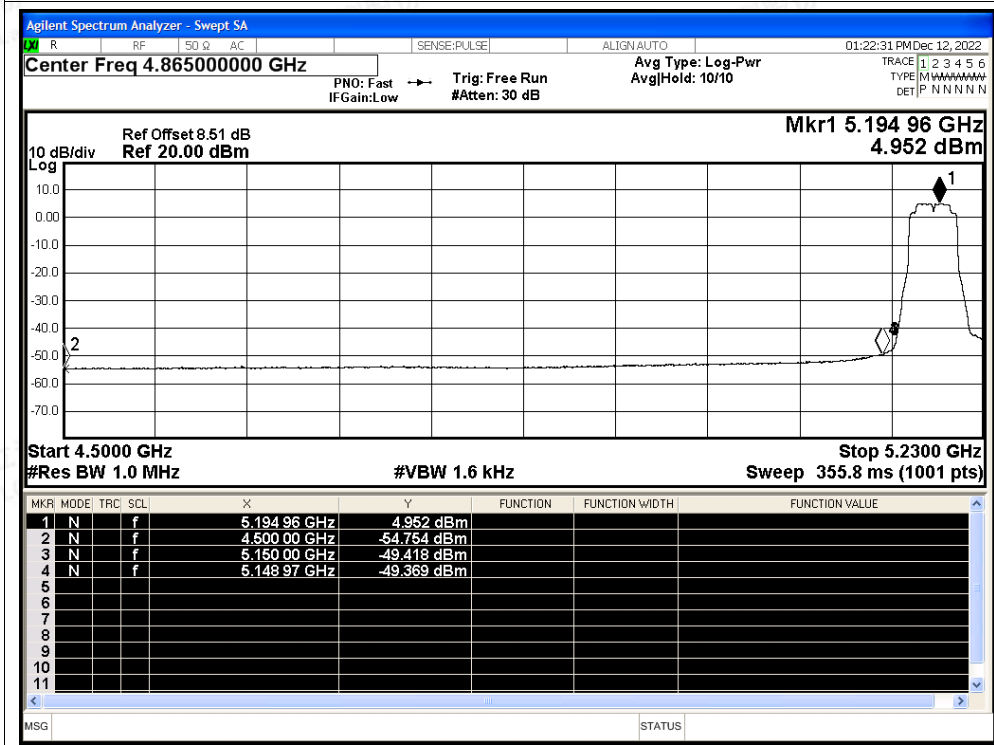 Agilent Spectrum Analyzer - Swept SA
LXI R RF 50 Ω AC SENSE:PULSE ALIGN AUTO 01:22:31 PM Dec 12, 2022
Center Freq 4.865000000 GHz Avg Type: Log-Pwr TRACE 1 2 3 4 5 6
PNO: Fast Trig: Free Run Avg|Hold: 10/10 TYPE M
IFGain:Low #Atten: 30 dB DET P N N N N N
Mkr1 5.194 96 GHz
Ref Offset 8.51 dB
10 dB/div Ref 20.00 dBm 4.952 dBm
Log
1
10.0
0.00
-10.0
-20.0
-30.0
-40.0
2
-50.0
-60.0
-70.0
Start 4.5000 GHz Stop 5.2300 GHz
#Res BW 1.0 MHz #VBW 1.6 kHz Sweep 355.8 ms (1001 pts)
MKR MODE TRC SCL X Y FUNCTION FUNCTION WIDTH FUNCTION VALUE
1 N f 5.194 96 GHz 4.952 dBm
2 N f 4.500 00 GHz -54.754 dBm
3 N f 5.150 00 GHz -49.418 dBm
4 N f 5.148 97 GHz -49.369 dBm
5
6
7
8
9
10
11
MSG STATUS